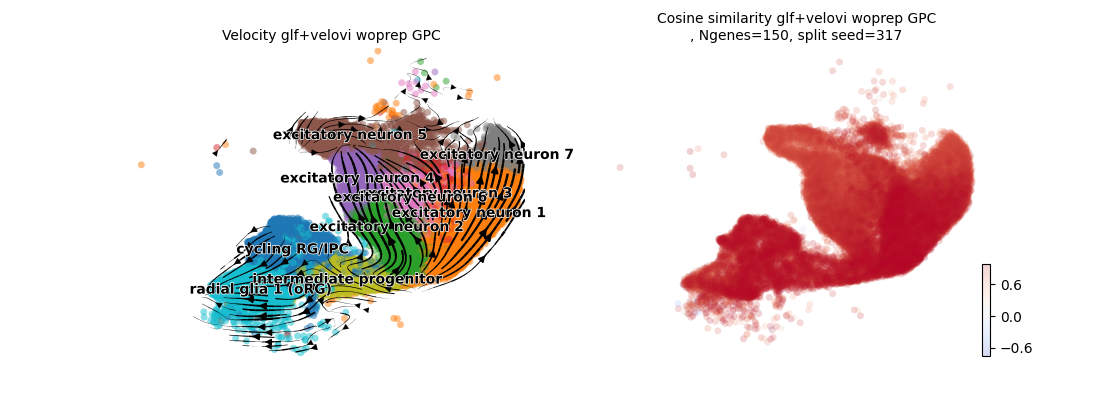 Velocity glf+velovi woprep GPC
Cosine similarity glf+velovi woprep GPC
, Ngenes=150, split seed=317
excitatory neuron 5
excitatory neuron 7
excitatory neuron 4
excitatory neuron 3
excitatory neuron 6
excitatory neuron 1
excitatory neuron 2
cycling RG/IPC
intermediate progenitor
radial glia 1 (oRG)
0.6
0.0
−0.6